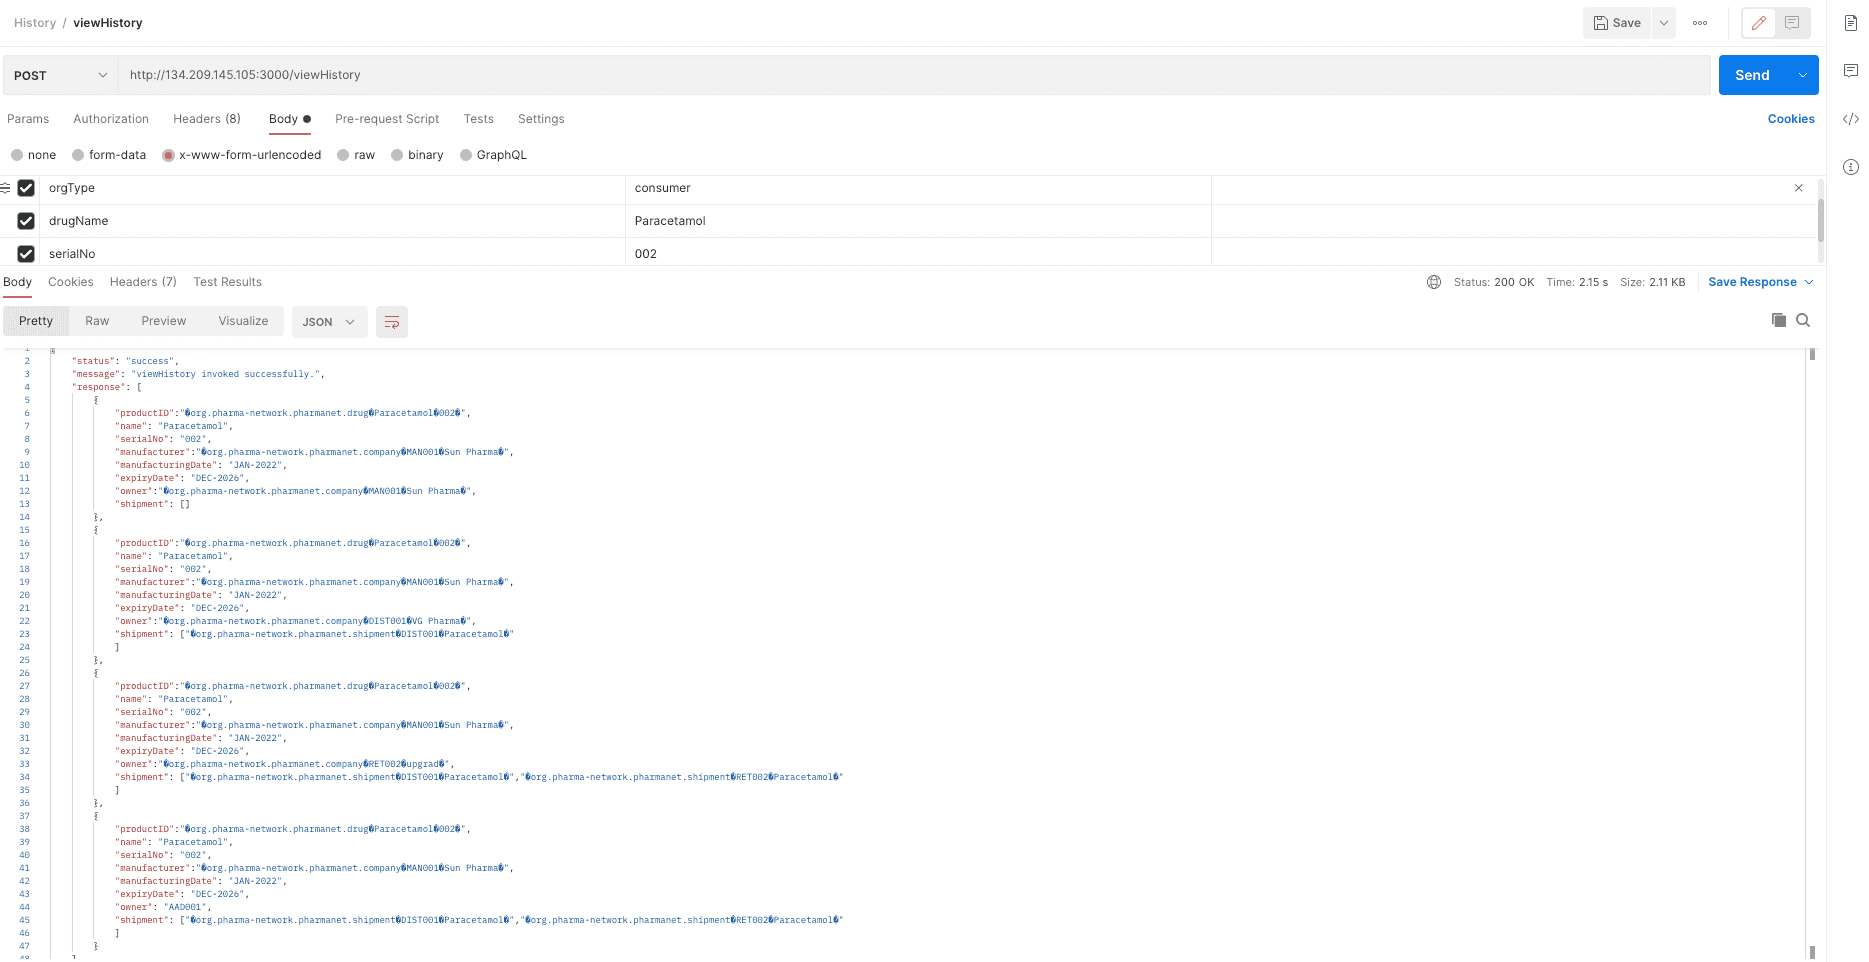 History / viewHistory
Save
POST http://134.209.145.105:3000/viewHistory Send
Params Authorization Headers (8) Body Pre-request Script Tests Settings Cookies
none form-data x-www-form-urlencoded raw binary GraphQL
orgType consumer
drugName Paracetamol
serialNo 002
Body Cookies Headers (7) Test Results Status: 200 OK Time: 2.15 s Size: 2.11 KB Save Response
Pretty Raw Preview Visualize JSON
1 {
2 "status": "success",
3 "message": "viewHistory invoked successfully.",
4 "response": [
5 {
6 "productID":"�org.pharma-network.pharmanet.drug�Paracetamol�002�",
7 "name": "Paracetamol",
8 "serialNo": "002",
9 "manufacturer":"�org.pharma-network.pharmanet.company�MAN001�Sun Pharma�",
10 "manufacturingDate": "JAN-2022",
11 "expiryDate": "DEC-2026",
12 "owner":"�org.pharma-network.pharmanet.company�MAN001�Sun Pharma�",
13 "shipment": []
14 },
15 {
16 "productID":"�org.pharma-network.pharmanet.drug�Paracetamol�002�",
17 "name": "Paracetamol",
18 "serialNo": "002",
19 "manufacturer":"�org.pharma-network.pharmanet.company�MAN001�Sun Pharma�",
20 "manufacturingDate": "JAN-2022",
21 "expiryDate": "DEC-2026",
22 "owner":"�org.pharma-network.pharmanet.company�DIST001�VG Pharma�",
23 "shipment": ["�org.pharma-network.pharmanet.shipment�DIST001�Paracetamol�"
24 ]
25 },
26 {
27 "productID":"�org.pharma-network.pharmanet.drug�Paracetamol�002�",
28 "name": "Paracetamol",
29 "serialNo": "002",
30 "manufacturer":"�org.pharma-network.pharmanet.company�MAN001�Sun Pharma�",
31 "manufacturingDate": "JAN-2022",
32 "expiryDate": "DEC-2026",
33 "owner":"�org.pharma-network.pharmanet.company�RET002�upgrad�",
34 "shipment": ["�org.pharma-network.pharmanet.shipment�DIST001�Paracetamol�","�org.pharma-network.pharmanet.shipment�RET002�Paracetamol�"
35 ]
36 },
37 {
38 "productID":"�org.pharma-network.pharmanet.drug�Paracetamol�002�",
39 "name": "Paracetamol",
40 "serialNo": "002",
41 "manufacturer":"�org.pharma-network.pharmanet.company�MAN001�Sun Pharma�",
42 "manufacturingDate": "JAN-2022",
43 "expiryDate": "DEC-2026",
44 "owner": "AAD001",
45 "shipment": ["�org.pharma-network.pharmanet.shipment�DIST001�Paracetamol�","�org.pharma-network.pharmanet.shipment�RET002�Paracetamol�"
46 ]
47 }
48 ]